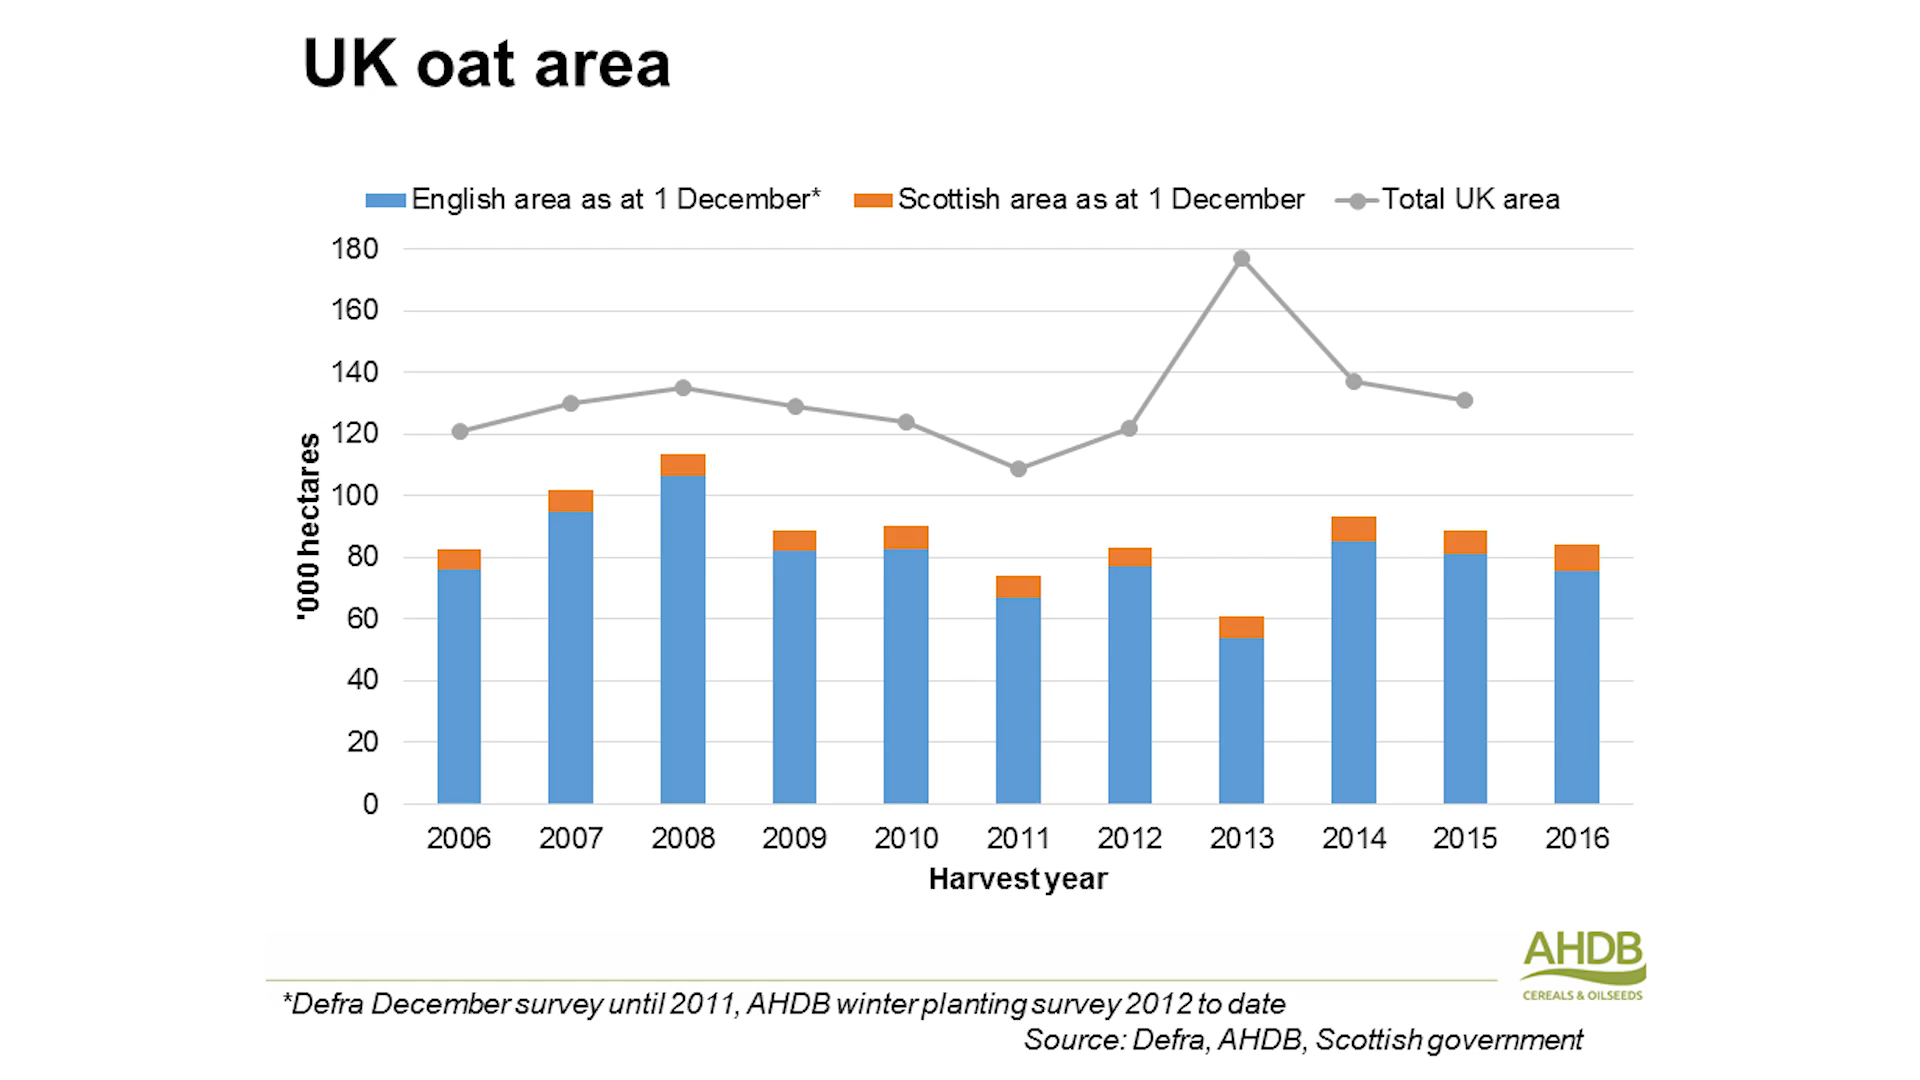 UK oat area
English area as at 1 December*
Scottish area as at 1 December
Total UK area
180
160
140
120
100
80
60
40
20
0
'000 hectares
2006 2007 2008 2009 2010 2011 2012 2013 2014 2015 2016
Harvest year
AHDB
CEREALS & OILSEEDS
*Defra December survey until 2011, AHDB winter planting survey 2012 to date
Source: Defra, AHDB, Scottish government